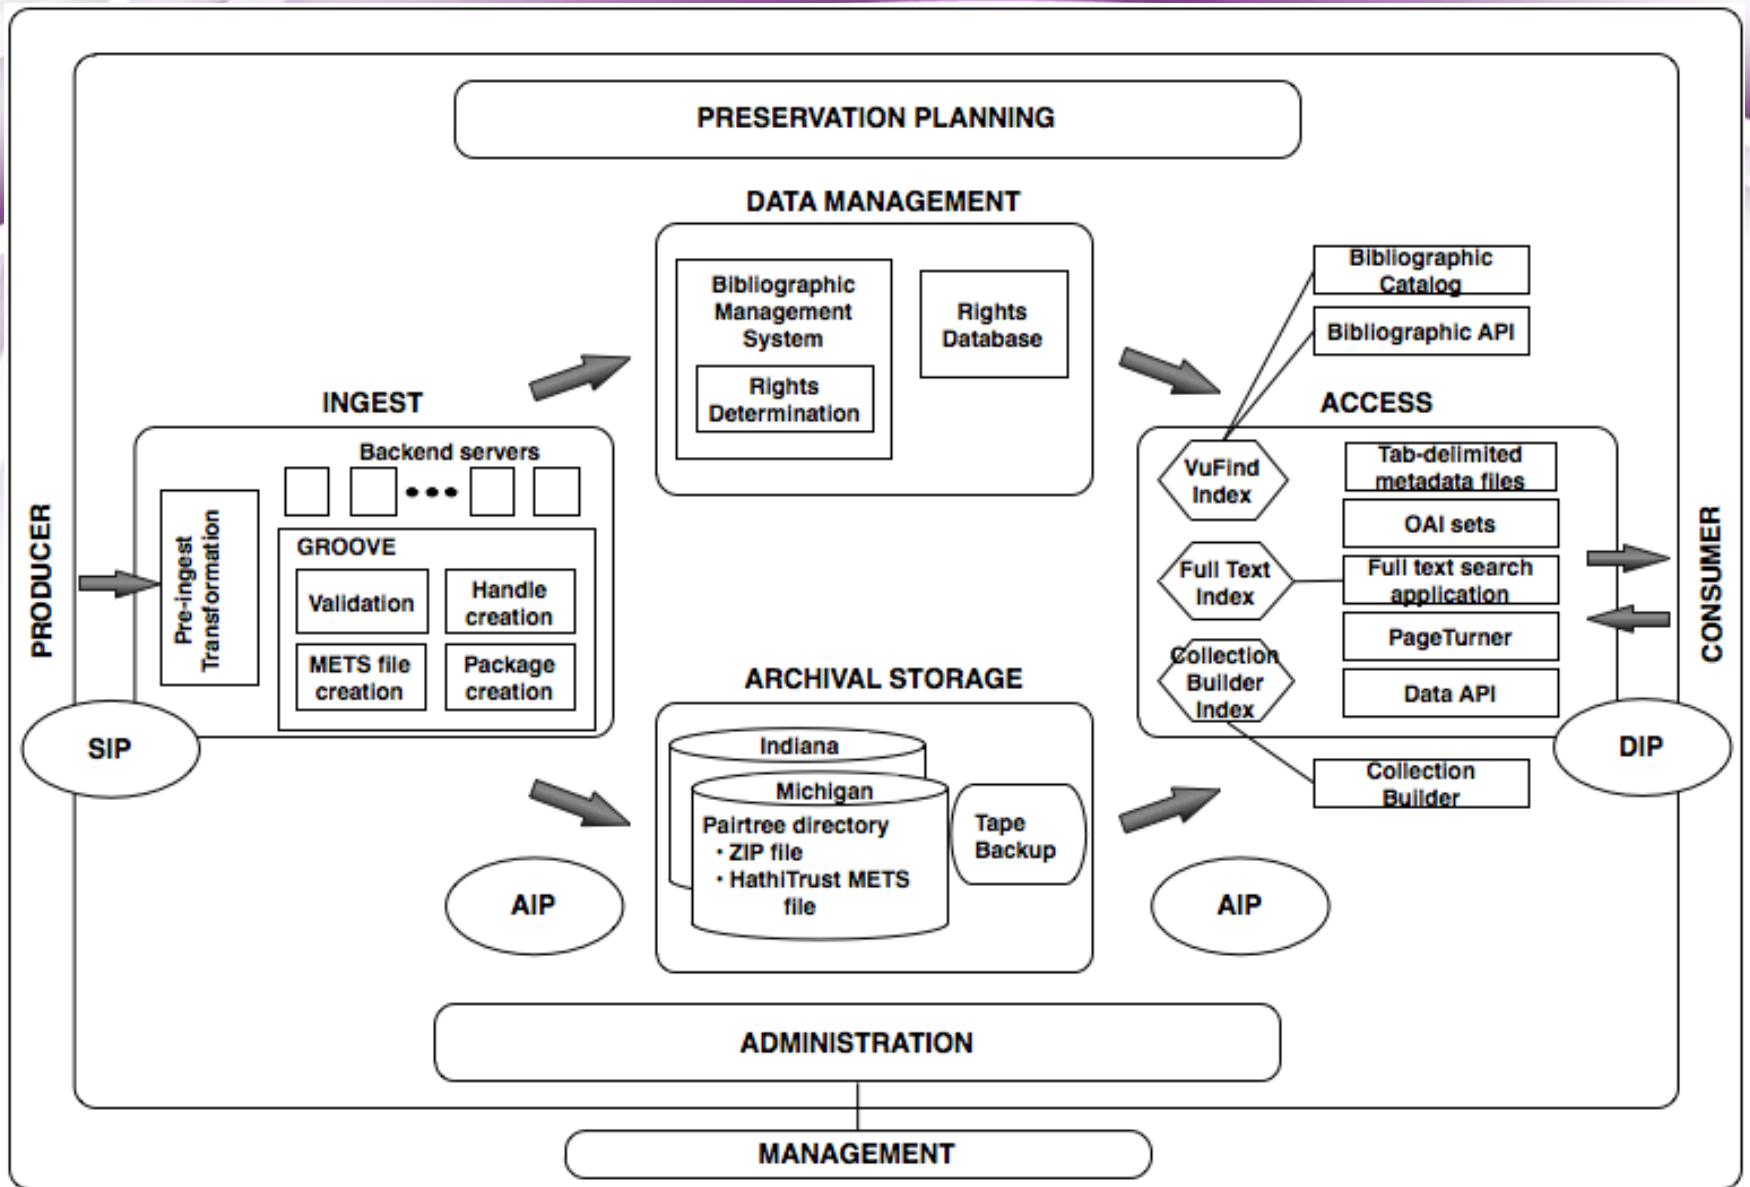 PRESERVATION PLANNING
DATA MANAGEMENT
Bibliographic
Management
System
Rights
Determination
Rights
Database
Bibliographic
Catalog
Bibliographic API
INGEST
Backend servers
Pre-ingest
Transformation
GROOVE
Validation
Handle
creation
METS file
creation
Package
creation
PRODUCER
SIP
ACCESS
VuFind
Index
Full Text
Index
Collection
Builder
Index
Tab-delimited
metadata files
OAI sets
Full text search
application
PageTurner
Data API
Collection
Builder
CONSUMER
DIP
ARCHIVAL STORAGE
Indiana
Michigan
Pairtree directory
• ZIP file
• HathiTrust METS
file
Tape
Backup
AIP
AIP
ADMINISTRATION
MANAGEMENT